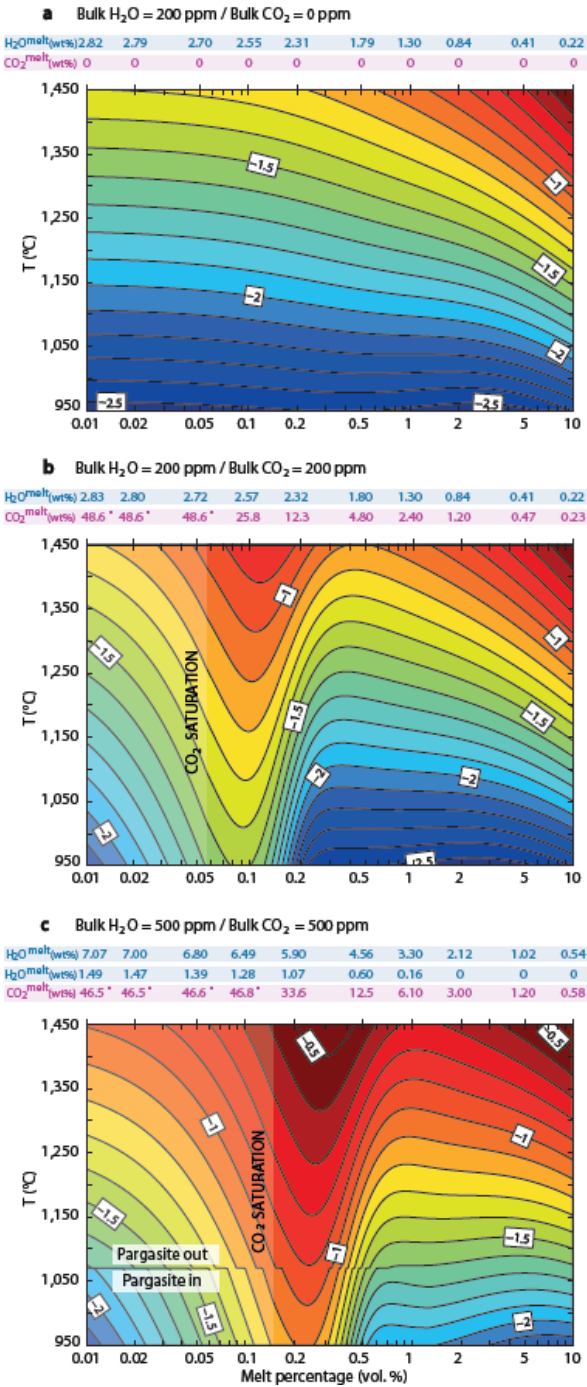 a Bulk H₂O = 200 ppm / Bulk CO₂ = 0 ppm
H₂Oᵐᵉˡᵗ(wt%) 2.82 2.79 2.70 2.55 2.31 1.79 1.30 0.84 0.41 0.22
CO₂ᵐᵉˡᵗ(wt%) 0 0 0 0 0 0 0 0 0 0
1,450
1,350
1,250
1,150
1,050
950
T (°C)
−1.5
−1
−1.5
−2
−2
−2.5
−2.5
0.01 0.02 0.05 0.1 0.2 0.5 1 2 5 10
b Bulk H₂O = 200 ppm / Bulk CO₂ = 200 ppm
H₂Oᵐᵉˡᵗ(wt%) 2.83 2.80 2.72 2.57 2.32 1.80 1.30 0.84 0.41 0.22
CO₂ᵐᵉˡᵗ(wt%) 48.6* 48.6* 48.6* 25.8 12.3 4.80 2.40 1.20 0.47 0.23
1,450
1,350
1,250
1,150
1,050
950
T (°C)
−1
−1
−1.5
CO₂ SATURATION
−1.5
−1.5
−2
−2
−2
0.01 0.02 0.05 0.1 0.2 0.5 1 2 5 10
c Bulk H₂O = 500 ppm / Bulk CO₂ = 500 ppm
H₂Oᵐᵉˡᵗ(wt%) 7.07 7.00 6.80 6.49 5.90 4.56 3.30 2.12 1.02 0.54
H₂Oᵐᵉˡᵗ(wt%) 1.49 1.47 1.39 1.28 1.07 0.60 0.16 0 0 0
CO₂ᵐᵉˡᵗ(wt%) 46.5* 46.5* 46.6* 46.8* 33.6 12.5 6.10 3.00 1.20 0.58
1,450
1,350
1,250
1,150
1,050
950
T (°C)
−0.5
−0.5
−1
−1
CO₂ SATURATION
−1.5
−1
−1.5
Pargasite out
Pargasite in
−2
−1.5
−2
0.01 0.02 0.05 0.1 0.2 0.5 1 2 5 10
Melt percentage (vol. %)